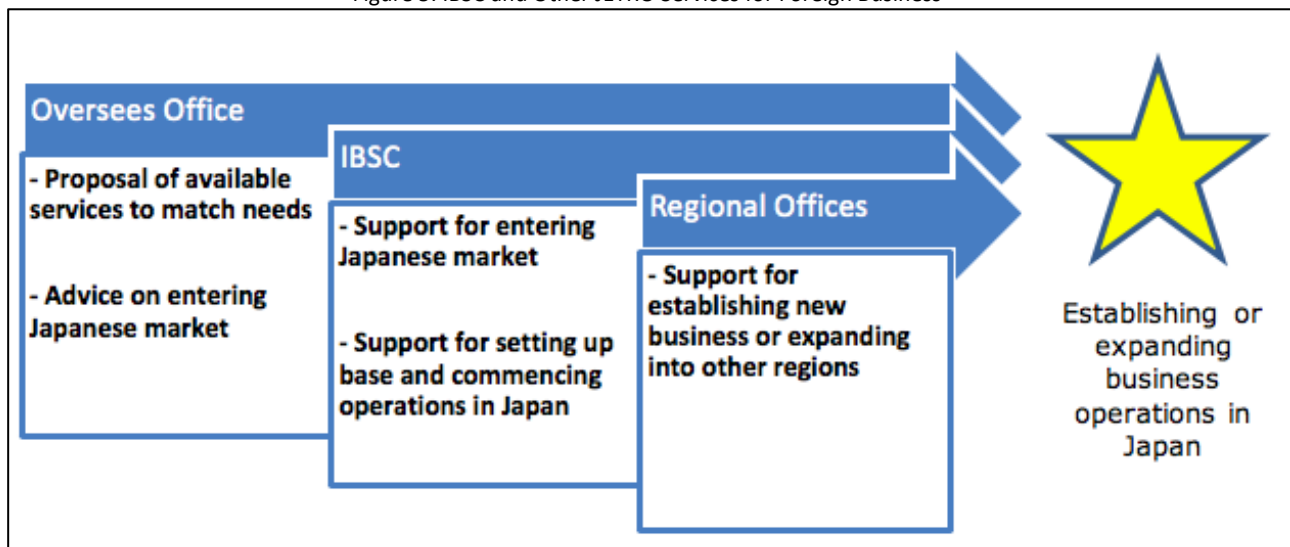 Oversees Office
- Proposal of available
services to match needs
- Advice on entering
Japanese market
IBSC
- Support for entering
Japanese market
- Support for setting up
base and commencing
operations in Japan
Regional Offices
- Support for
establishing new
business or expanding
into other regions
Establishing or
expanding
business
operations in
Japan